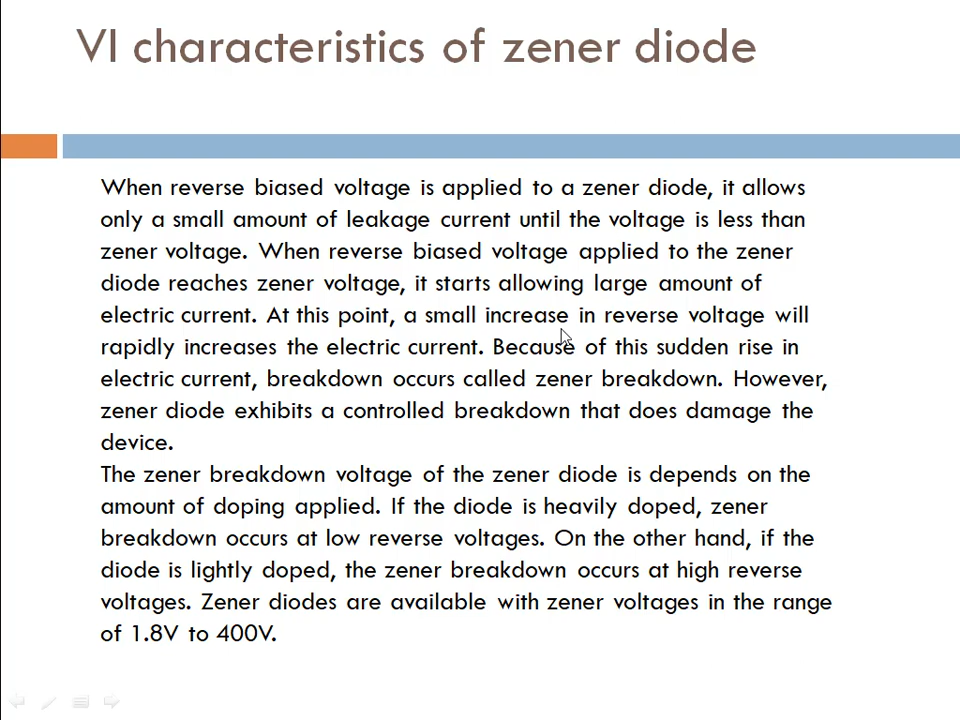 VI characteristics of zener diode
When reverse biased voltage is applied to a zener diode, it allows
only a small amount of leakage current until the voltage is less than
zener voltage. When reverse biased voltage applied to the zener
diode reaches zener voltage, it starts allowing large amount of
electric current. At this point, a small increase in reverse voltage will
rapidly increases the electric current. Because of this sudden rise in
electric current, breakdown occurs called zener breakdown. However,
zener diode exhibits a controlled breakdown that does damage the
device.
The zener breakdown voltage of the zener diode is depends on the
amount of doping applied. If the diode is heavily doped, zener
breakdown occurs at low reverse voltages. On the other hand, if the
diode is lightly doped, the zener breakdown occurs at high reverse
voltages. Zener diodes are available with zener voltages in the range
of 1.8V to 400V.